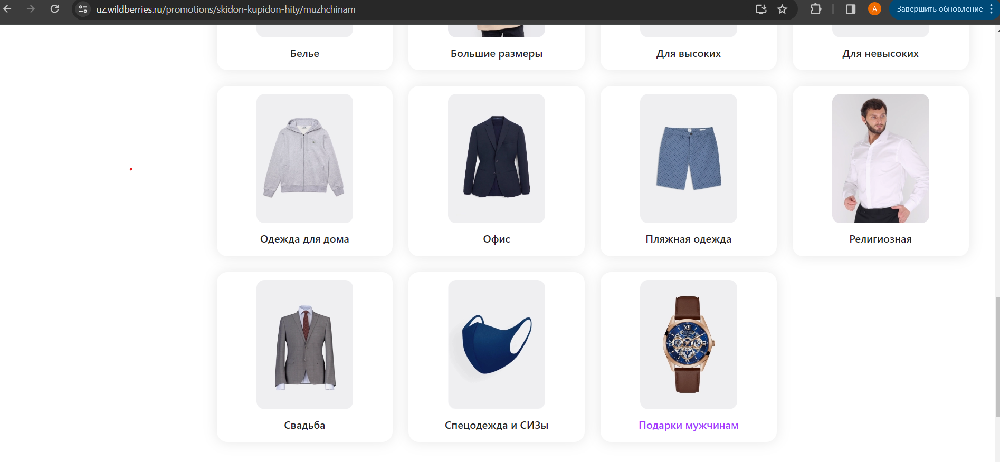 uz.wildberries.ru/promotions/skidon-kupidon-hity/muzhchinam
А
Завершить обновление
Белье
Большие размеры
Для высоких
Для невысоких
Одежда для дома
Офис
Пляжная одежда
Религиозная
XII
Свадьба
Спецодежда и СИЗы
Подарки мужчинам